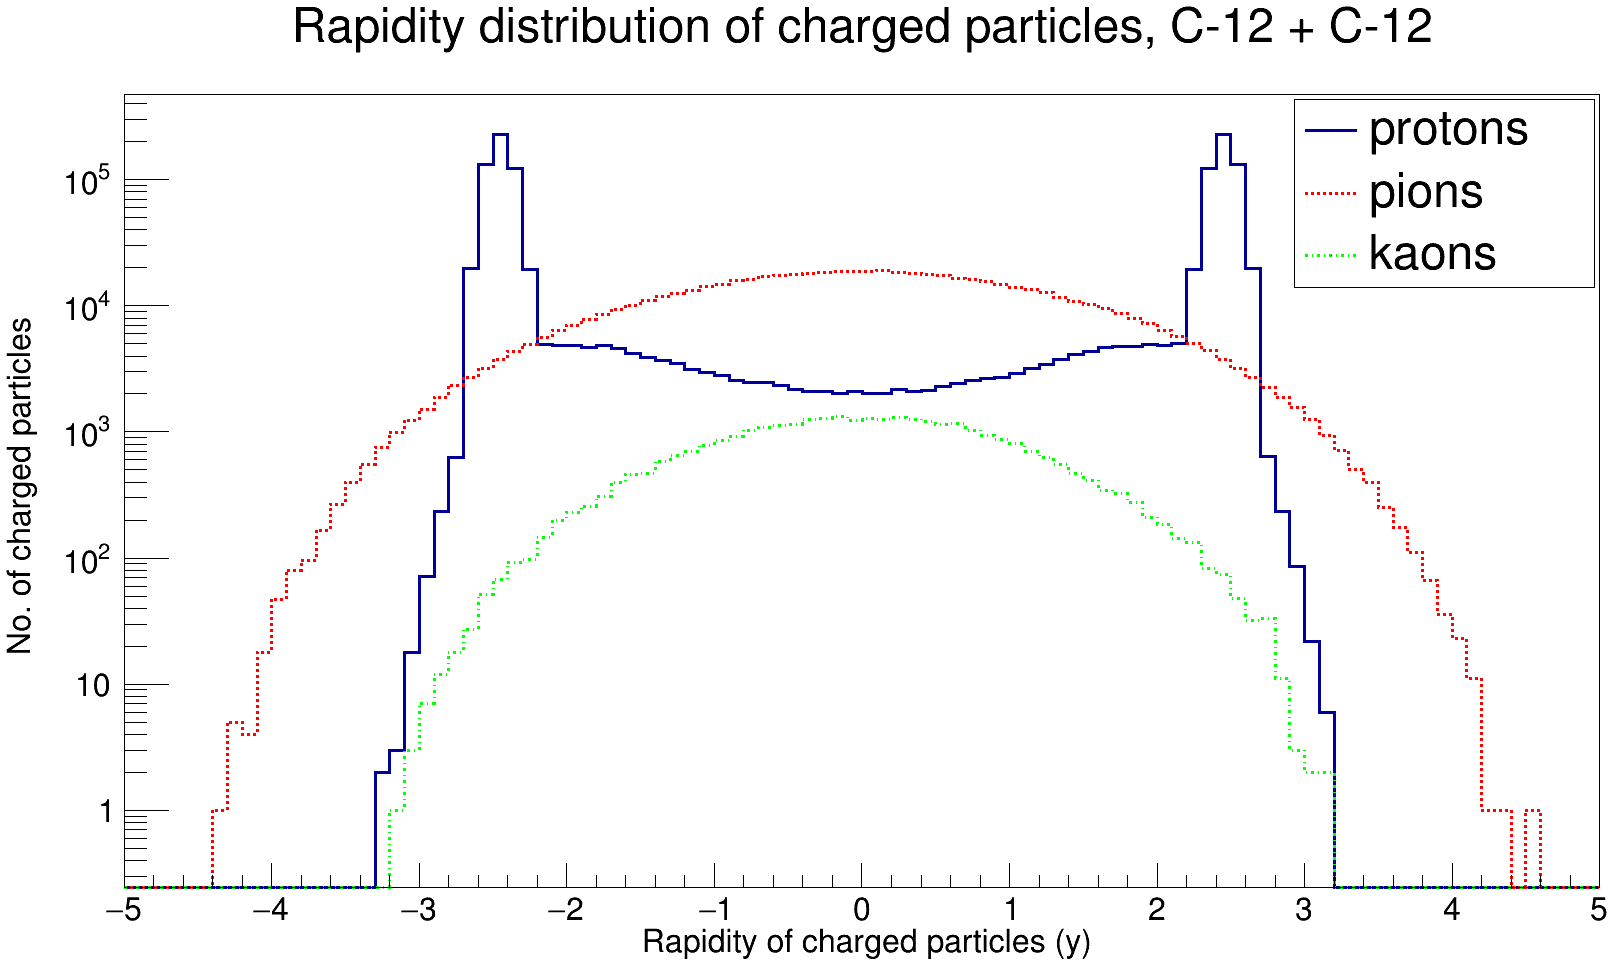 Rapidity distribution of charged particles, C-12 + C-12
protons
pions
kaons
No. of charged particles
10^5
10^4
10^3
10^2
10
1
−5 −4 −3 −2 −1 0 1 2 3 4 5
Rapidity of charged particles (y)